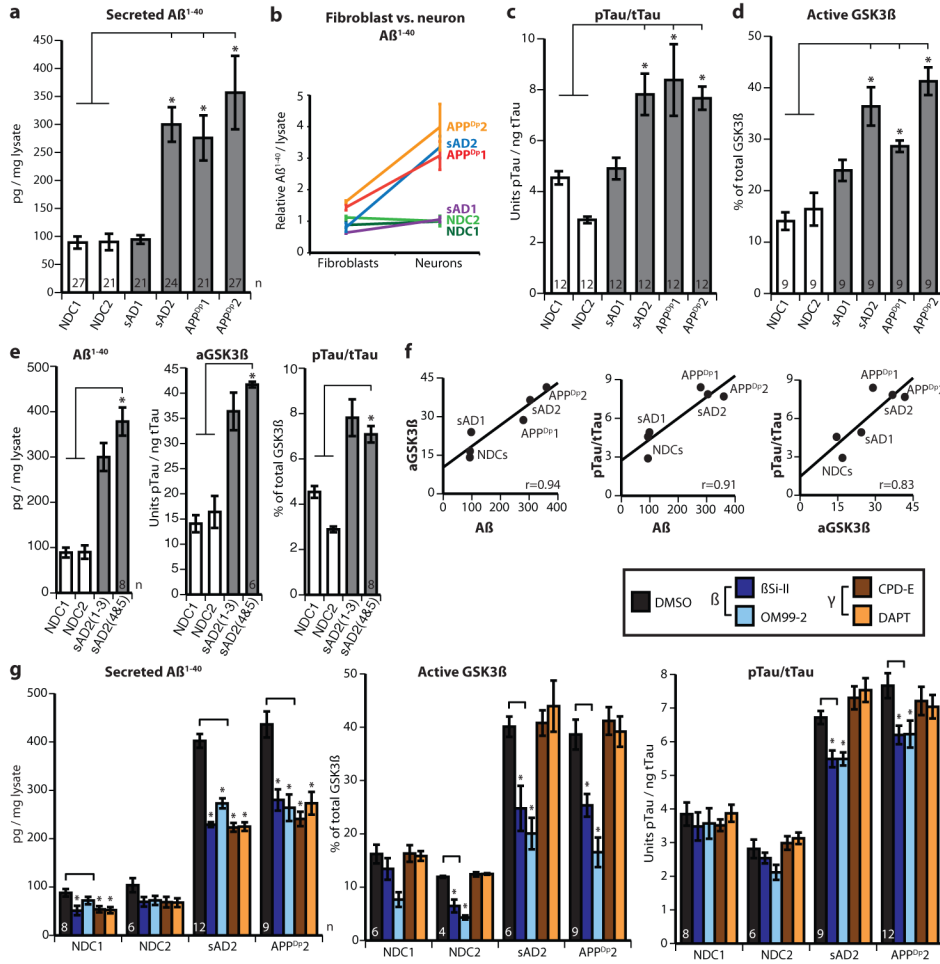 a
Secreted Aß1-40
pg / mg lysate
450
400
350
300
250
200
150
100
50
0
*
*
*
27
21
21
24
21
27
n
NDC1
NDC2
sAD1
sAD2
APPDp1
APPDp2
b
Fibroblast vs. neuron
Aß1-40
Relative Aß1-40 / lysate
5
4
3
2
1
0
APPDp2
sAD2
APPDp1
sAD1
NDC2
NDC1
Fibroblasts
Neurons
c
pTau/tTau
Units pTau / ng tTau
10
8
6
4
2
0
*
*
*
12
12
12
12
12
12
NDC1
NDC2
sAD1
sAD2
APPDp1
APPDp2
d
Active GSK3ß
% of total GSK3ß
50
40
30
20
10
0
*
*
*
9
9
9
9
9
9
NDC1
NDC2
sAD1
sAD2
APPDp1
APPDp2
e
Aß1-40
pg / mg lysate
500
400
300
200
100
0
*
8
n
NDC1
NDC2
sAD2(1-3)
sAD2(4&5)
aGSK3ß
Units pTau / ng tTau
45
40
35
30
25
20
15
10
5
0
*
6
NDC1
NDC2
sAD2(1-3)
sAD2(4&5)
pTau/tTau
% of total GSK3ß
10
8
6
4
2
0
*
8
NDC1
NDC2
sAD2(1-3)
sAD2(4&5)
f
aGSK3ß
45
30
15
0
sAD1
NDCs
sAD2
APPDp2
APPDp1
r=0.94
0 100 200 300 400
Aß
pTau/tTau
9
6
3
0
APPDp1
APPDp2
sAD2
sAD1
NDCs
r=0.91
0 100 200 300 400
Aß
pTau/tTau
9
6
3
0
APPDp1
APPDp2
sAD2
sAD1
NDCs
r=0.83
0 15 30 45
aGSK3ß
DMSO
ß
ßSi-II
OM99-2
γ
CPD-E
DAPT
g
Secreted Aß1-40
pg / mg lysate
500
400
300
200
100
0
* * *
* * * *
* * * *
8
6
12
9
n
NDC1
NDC2
sAD2
APPDp2
Active GSK3ß
% of total GSK3ß
50
40
30
20
10
0
* *
* *
* *
6
4
6
9
NDC1
NDC2
sAD2
APPDp2
pTau/tTau
Units pTau / ng tTau
8
7
6
5
4
3
2
1
0
* *
* *
8
6
9
12
NDC1
NDC2
sAD2
APPDp2